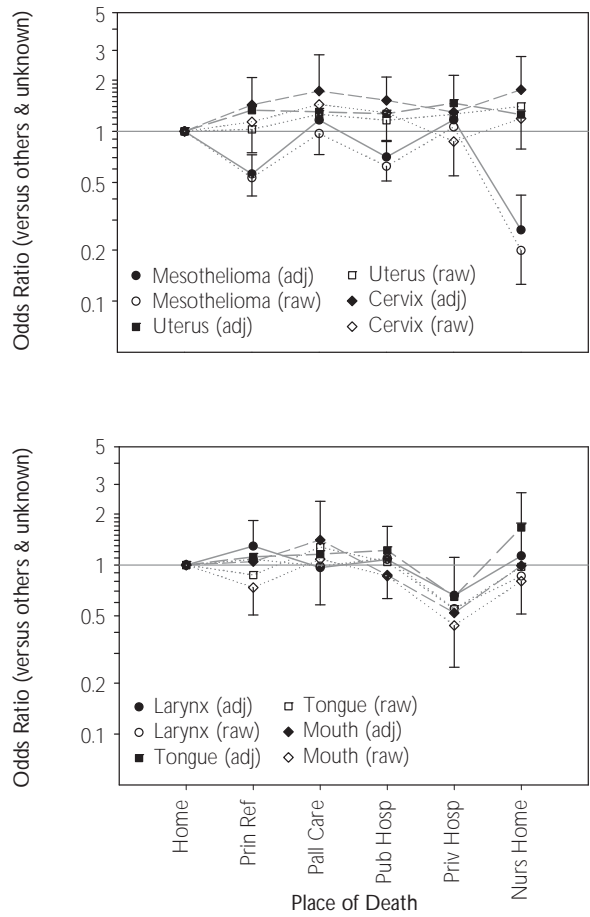 5
3
2
1
0.5
0.2
0.1
Odds Ratio (versus others & unknown)
Mesothelioma (adj)
Mesothelioma (raw)
Uterus (adj)
Uterus (raw)
Cervix (adj)
Cervix (raw)
5
3
2
1
0.5
0.2
0.1
Odds Ratio (versus others & unknown)
Larynx (adj)
Larynx (raw)
Tongue (adj)
Tongue (raw)
Mouth (adj)
Mouth (raw)
Home
Prin Ref
Pall Care
Pub Hosp
Priv Hosp
Nurs Home
Place of Death